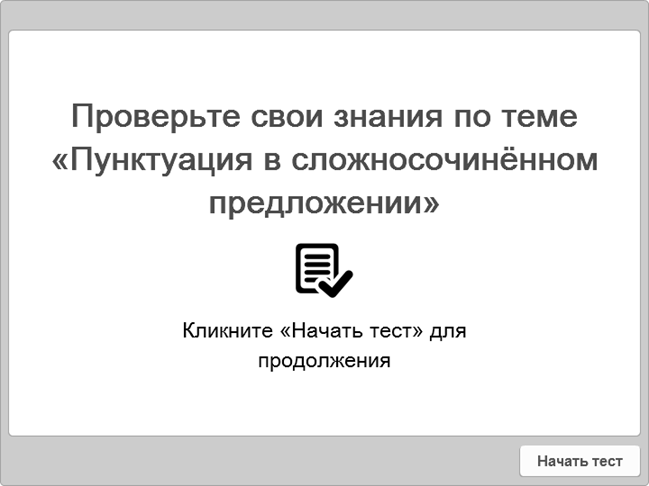 Проверьте свои знания по теме
«Пунктуация в сложносочинённом
предложении»
Кликните «Начать тест» для
продолжения
Начать тест